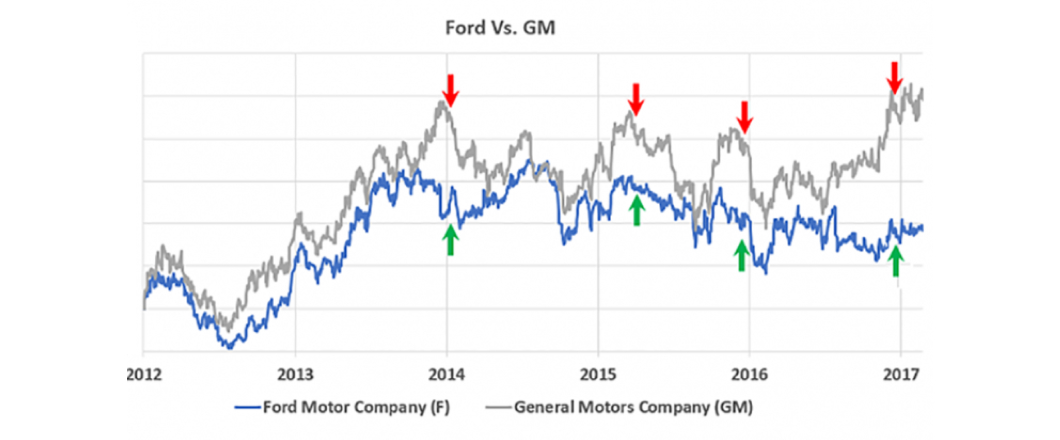 Ford Vs. GM
2012 2013 2014 2015 2016 2017
Ford Motor Company (F) General Motors Company (GM)